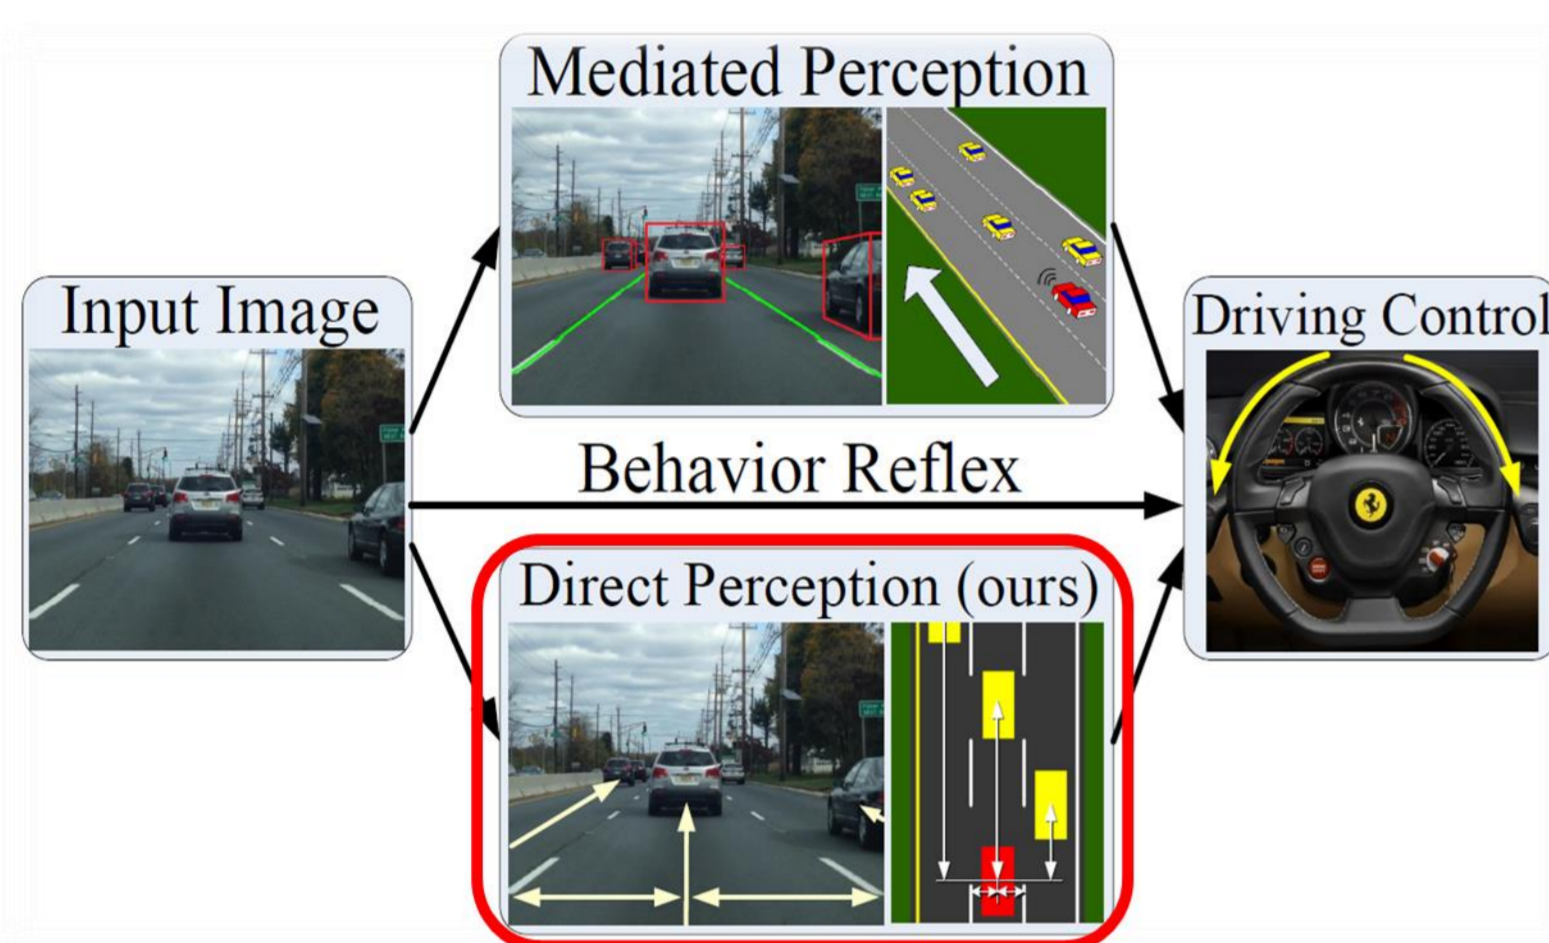 Mediated Perception
Input Image
Driving Control
Behavior Reflex
Direct Perception (ours)